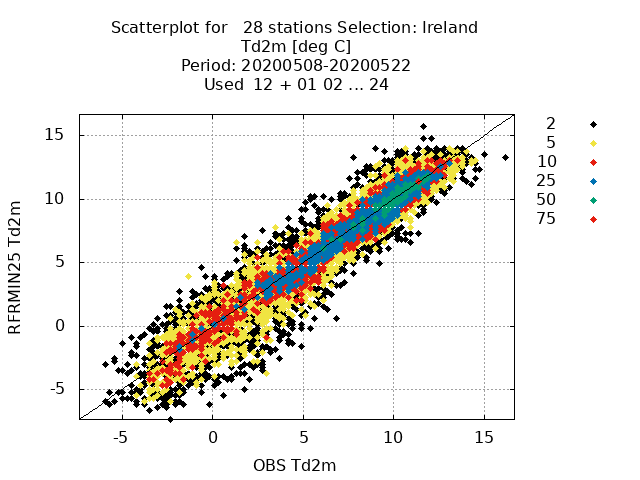 Scatterplot for   28 stations Selection: Ireland
Td2m [deg C]
Period: 20200508-20200522
Used  12 + 01 02 ... 24
RFRMIN25 Td2m
15
10
5
0
-5
-5 0 5 10 15
OBS Td2m
2
5
10
25
50
75